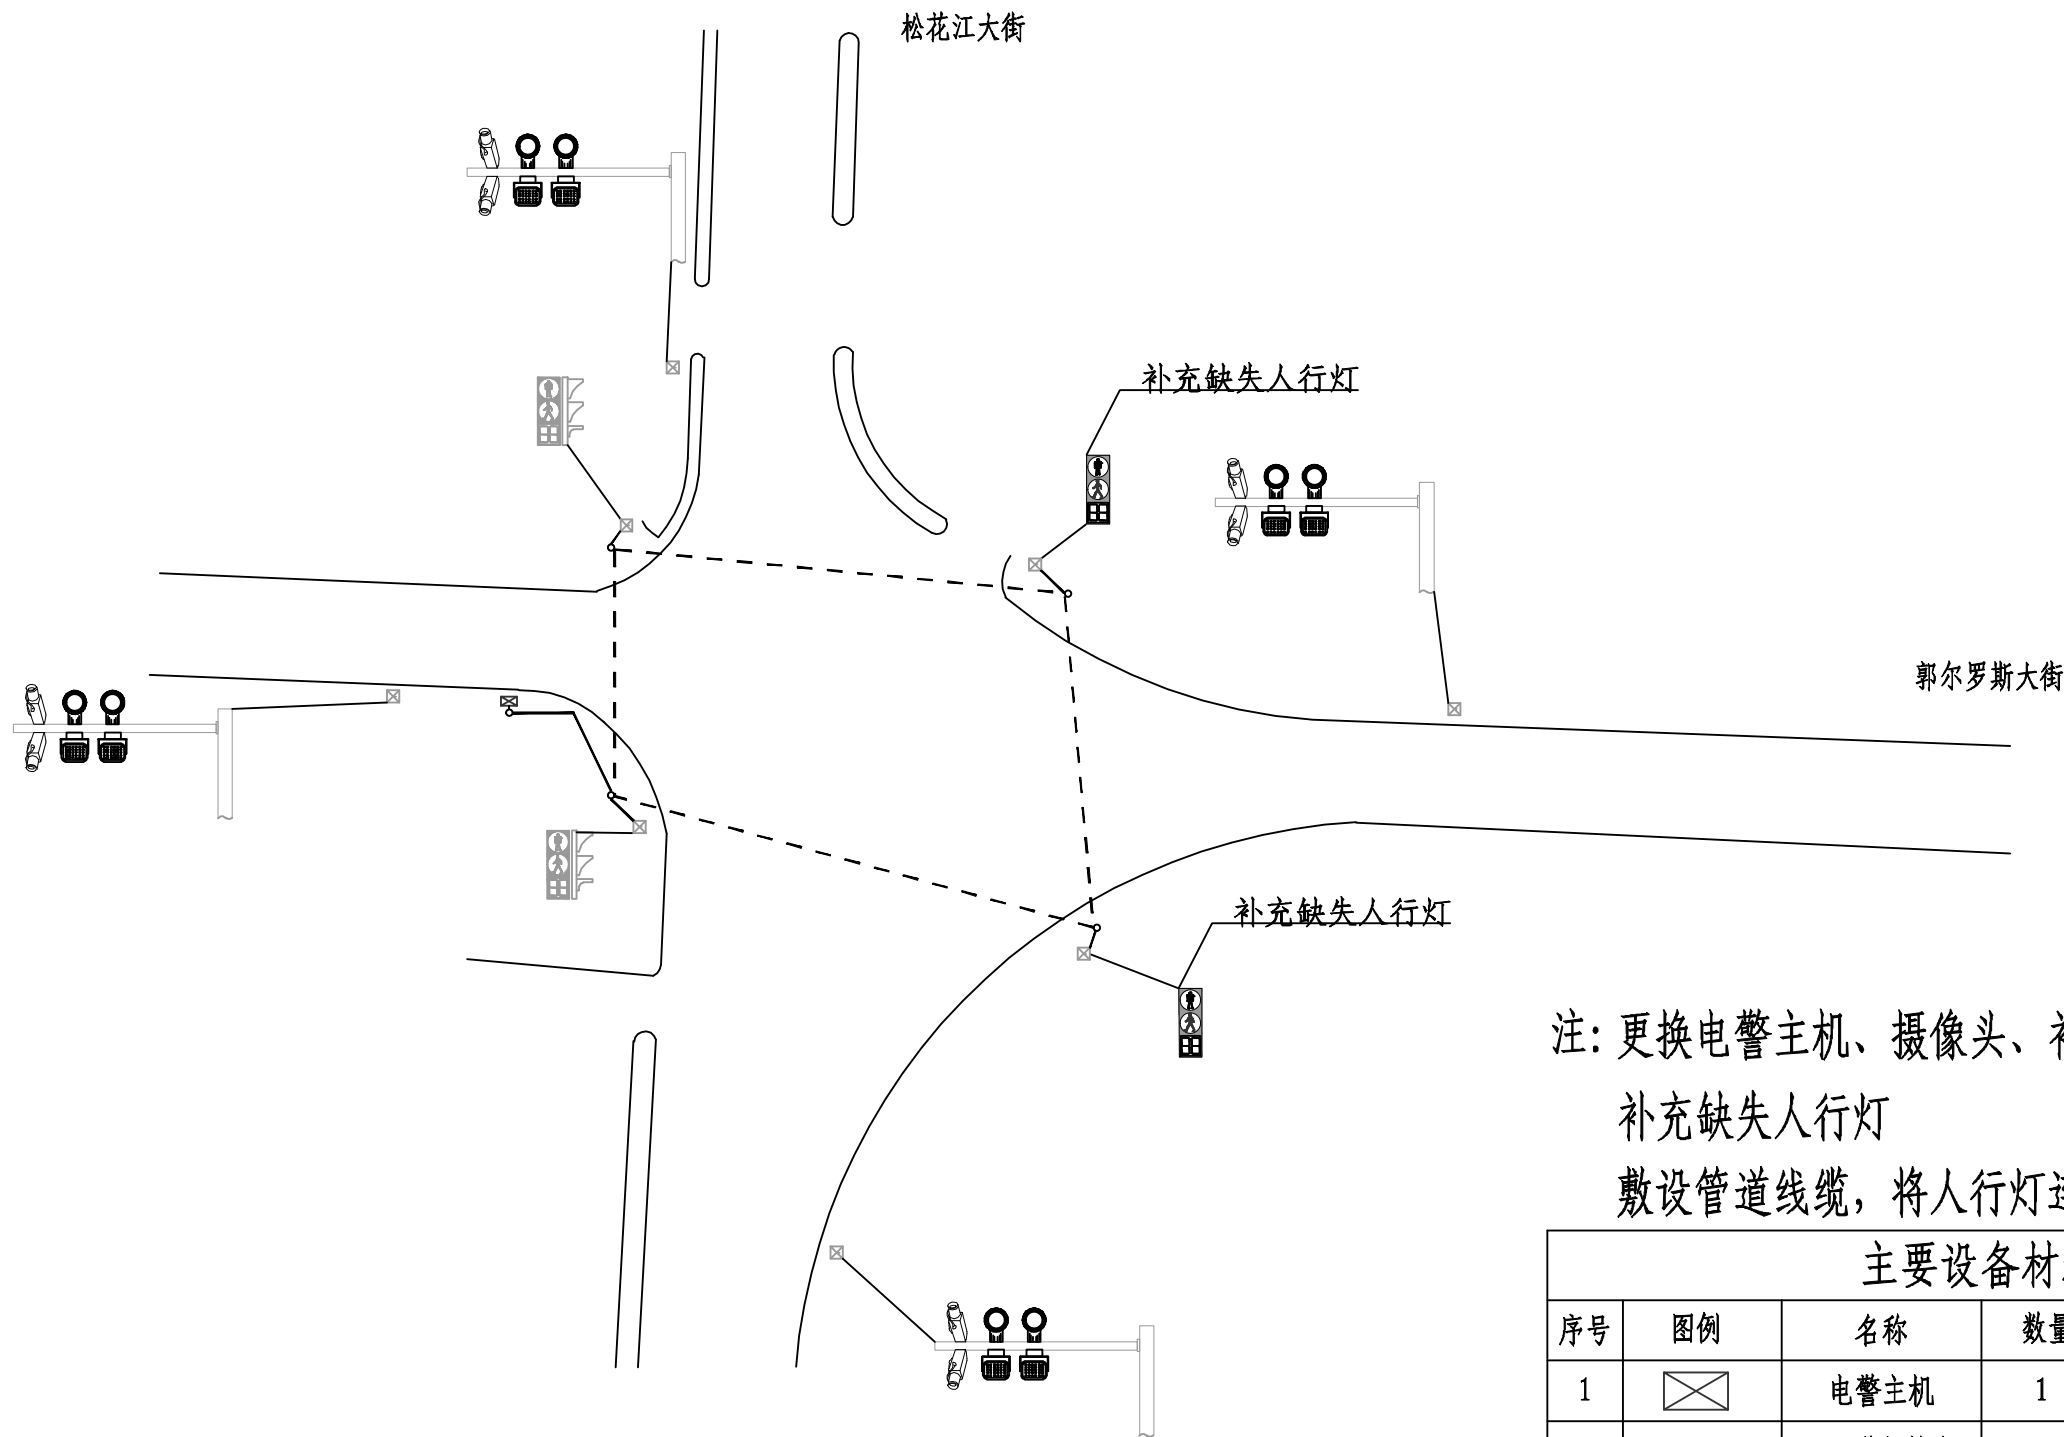 松花江大街
补充缺失人行灯
郭尔罗斯大街
补充缺失人行灯
注：更换电警主机、摄像头、
补充缺失人行灯
敷设管道线缆，将人行灯
主要设备材
序号 图例 名称 数量
1 电警主机 1